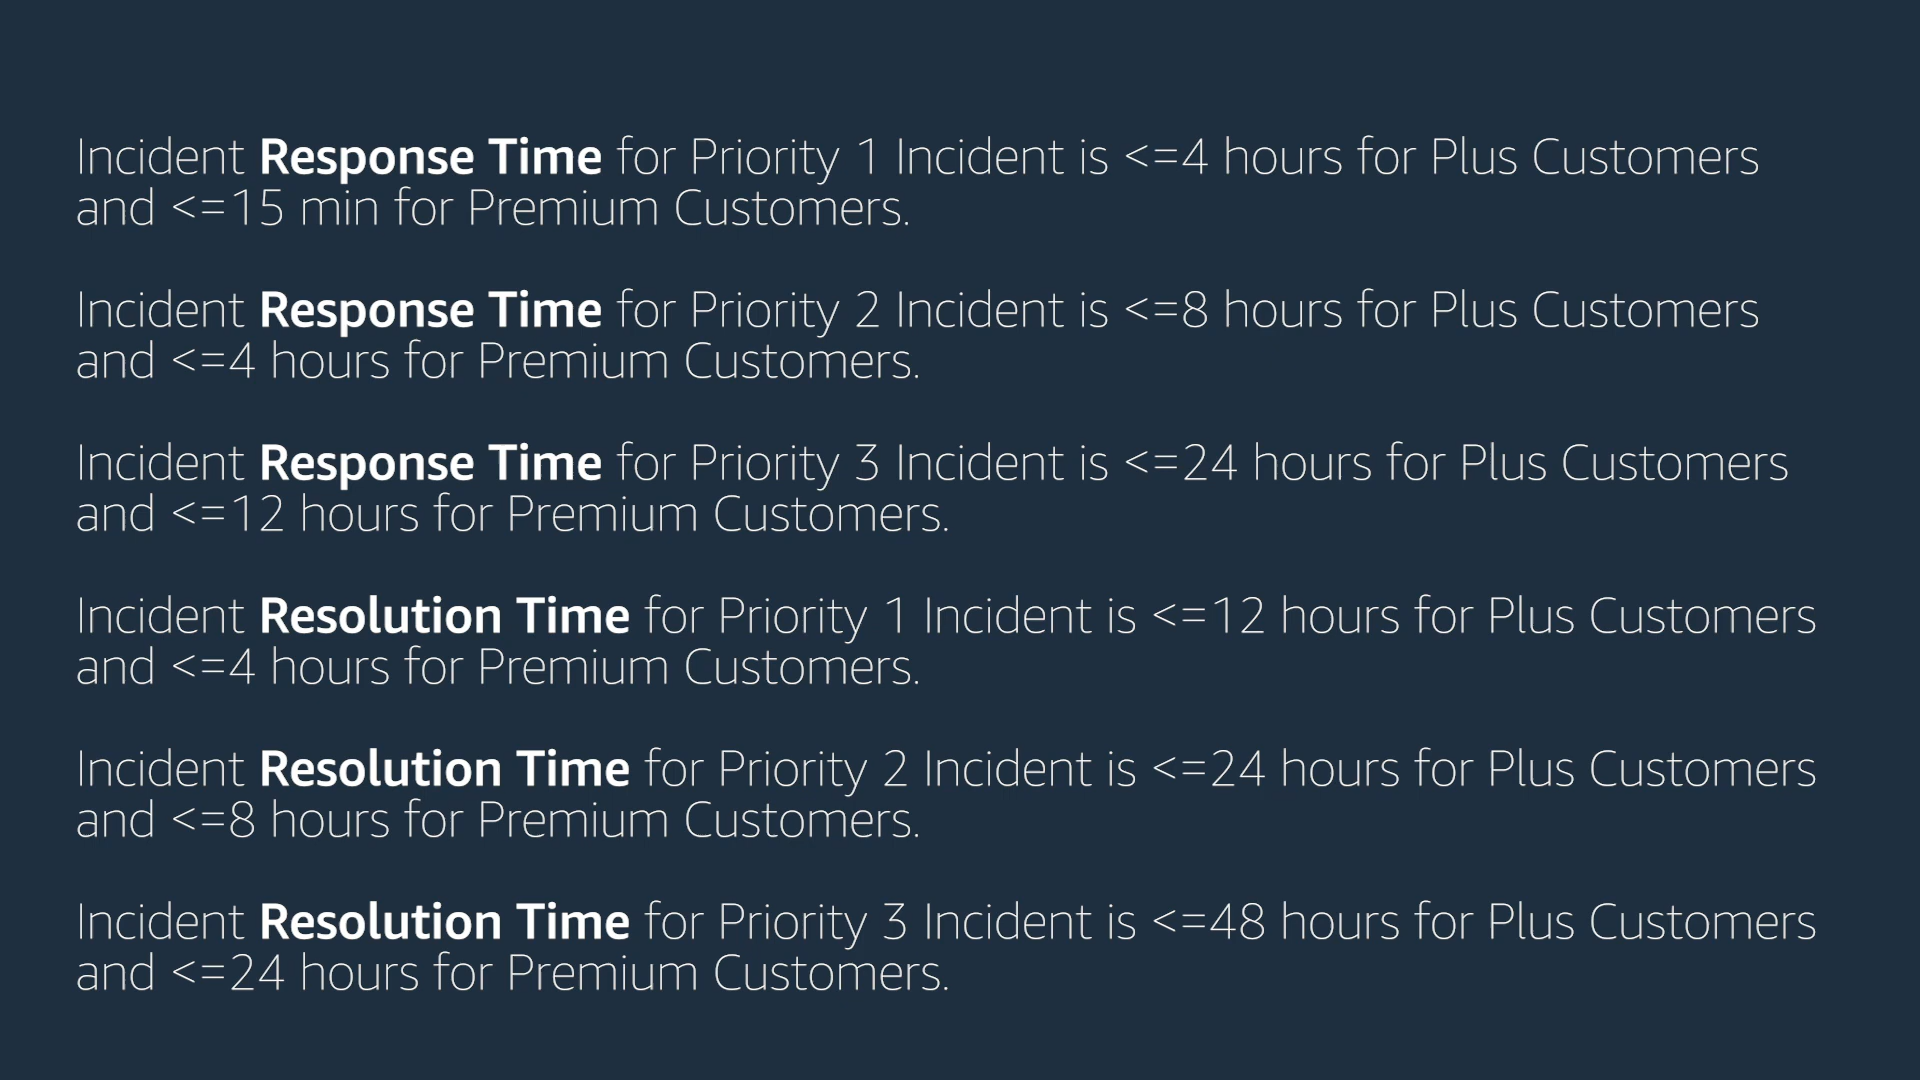 Incident Response Time for Priority 1 Incident is <=4 hours for Plus Customers
and <=15 min for Premium Customers.
Incident Response Time for Priority 2 Incident is <=8 hours for Plus Customers
and <=4 hours for Premium Customers.
Incident Response Time for Priority 3 Incident is <=24 hours for Plus Customers
and <=12 hours for Premium Customers.
Incident Resolution Time for Priority 1 Incident is <=12 hours for Plus Customers
and <=4 hours for Premium Customers.
Incident Resolution Time for Priority 2 Incident is <=24 hours for Plus Customers
and <=8 hours for Premium Customers.
Incident Resolution Time for Priority 3 Incident is <=48 hours for Plus Customers
and <=24 hours for Premium Customers.